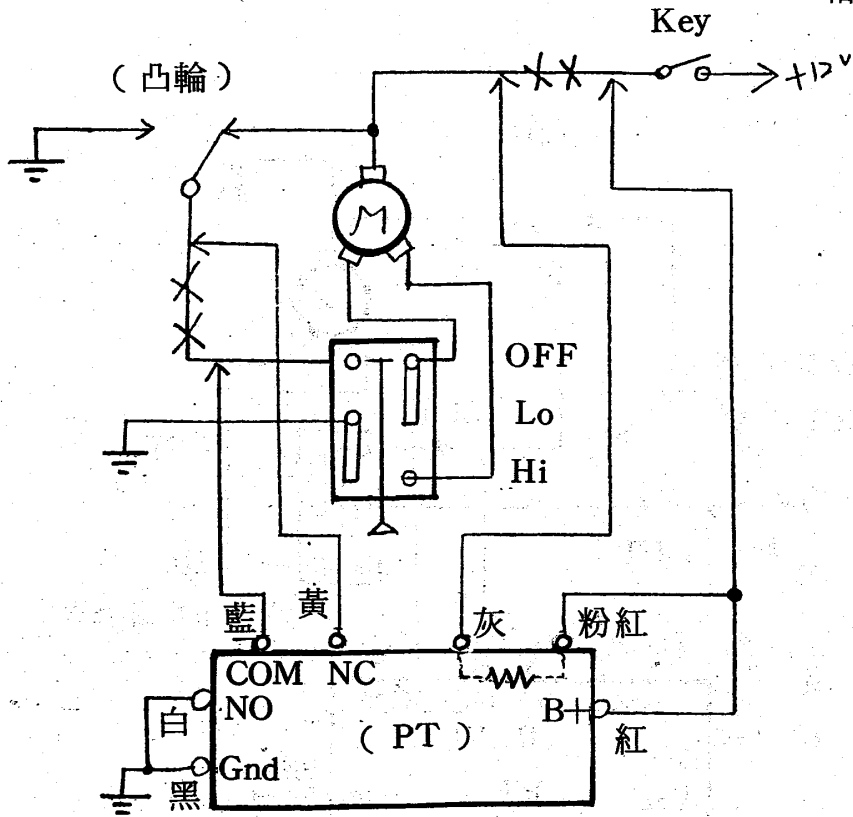 Key
(凸輪)
+12V
M
OFF
Lo
Hi
藍 黃 灰 粉紅
COM NC
白 NO B+
(PT) 紅
黑 Gnd